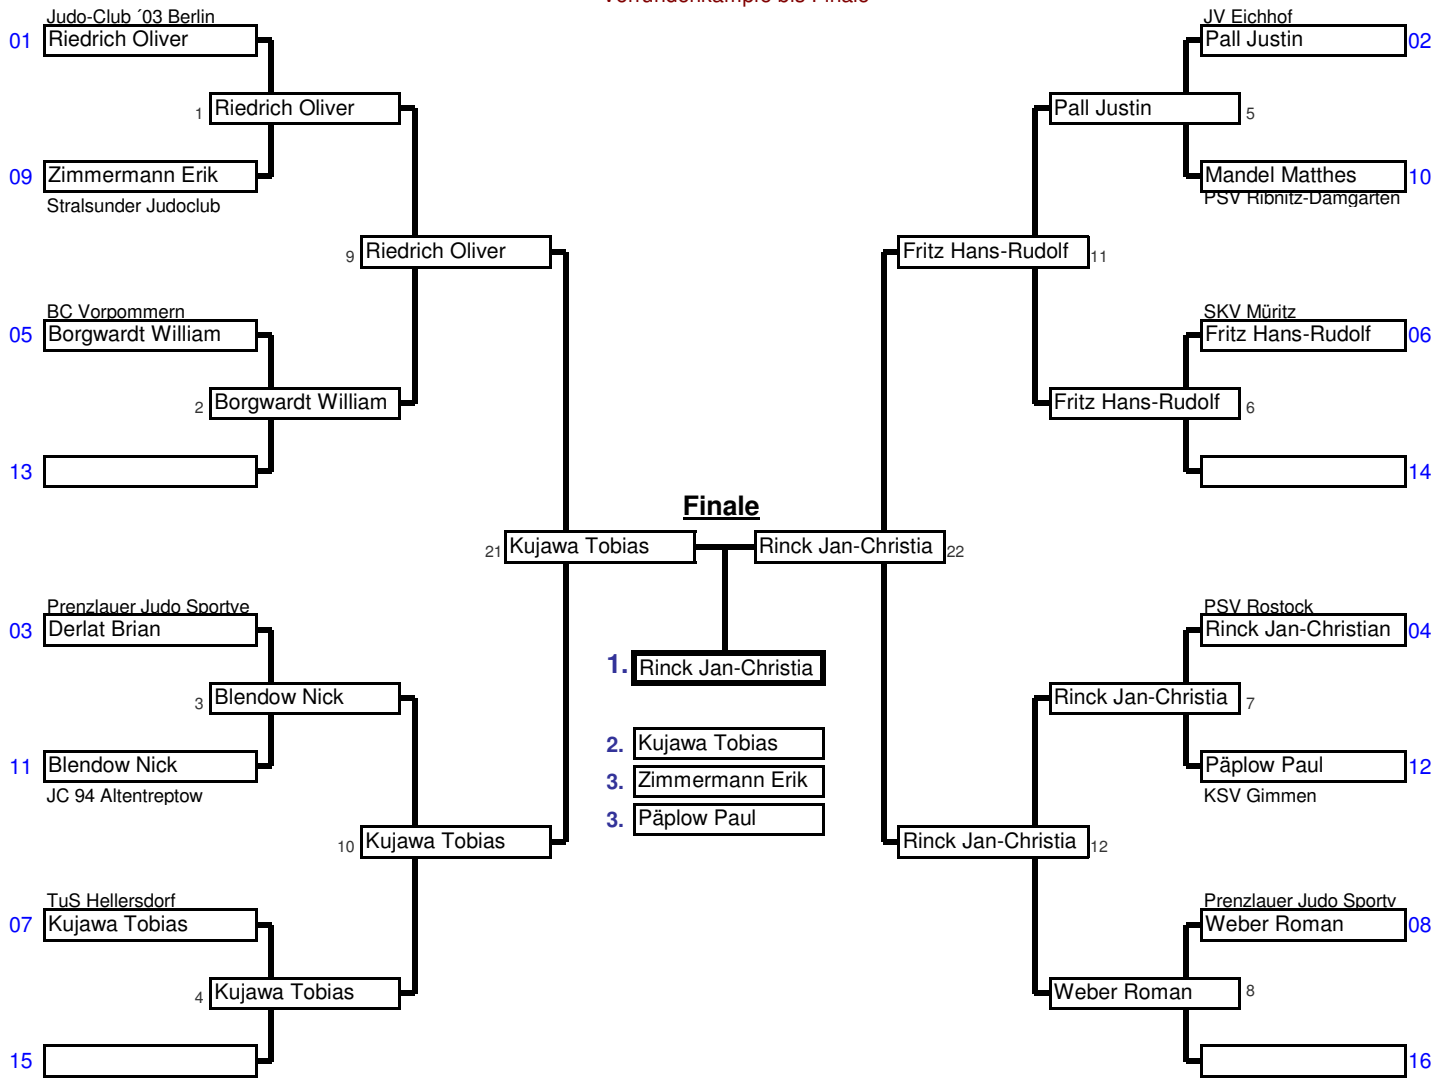 Vorrundenkämpfe bis Finale
Judo-Club ´03 Berlin
01 Riedrich Oliver
1 Riedrich Oliver
09 Zimmermann Erik
Stralsunder Judoclub
9 Riedrich Oliver
BC Vorpommern
05 Borgwardt William
2 Borgwardt William
13
21 Kujawa Tobias
Prenzlauer Judo Sportve
03 Derlat Brian
3 Blendow Nick
11 Blendow Nick
JC 94 Altentreptow
10 Kujawa Tobias
TuS Hellersdorf
07 Kujawa Tobias
4 Kujawa Tobias
15
Finale
1. Rinck Jan-Christia
2. Kujawa Tobias
3. Zimmermann Erik
3. Päplow Paul
JV Eichhof
Pall Justin 02
Pall Justin 5
Mandel Matthes 10
PSV Ribnitz-Damgarten
Fritz Hans-Rudolf 11
SKV Müritz
Fritz Hans-Rudolf 06
Fritz Hans-Rudolf 6
14
Rinck Jan-Christia 22
PSV Rostock
Rinck Jan-Christian 04
Rinck Jan-Christia 7
Päplow Paul 12
KSV Gimmen
Rinck Jan-Christia 12
Prenzlauer Judo Sportv
Weber Roman 08
Weber Roman 8
16